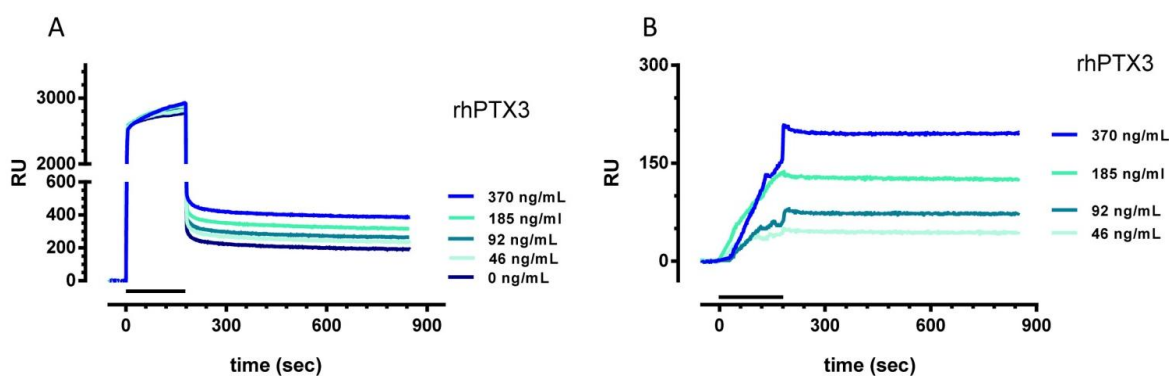 A
rhPTX3
3000
2000
600
400
200
0
RU
370 ng/mL
185 ng/ml
92 ng/mL
46 ng/mL
0 ng/mL
0 300 600 900
time (sec)
B
rhPTX3
300
150
0
RU
370 ng/mL
185 ng/ml
92 ng/mL
46 ng/mL
0 300 600 900
time (sec)